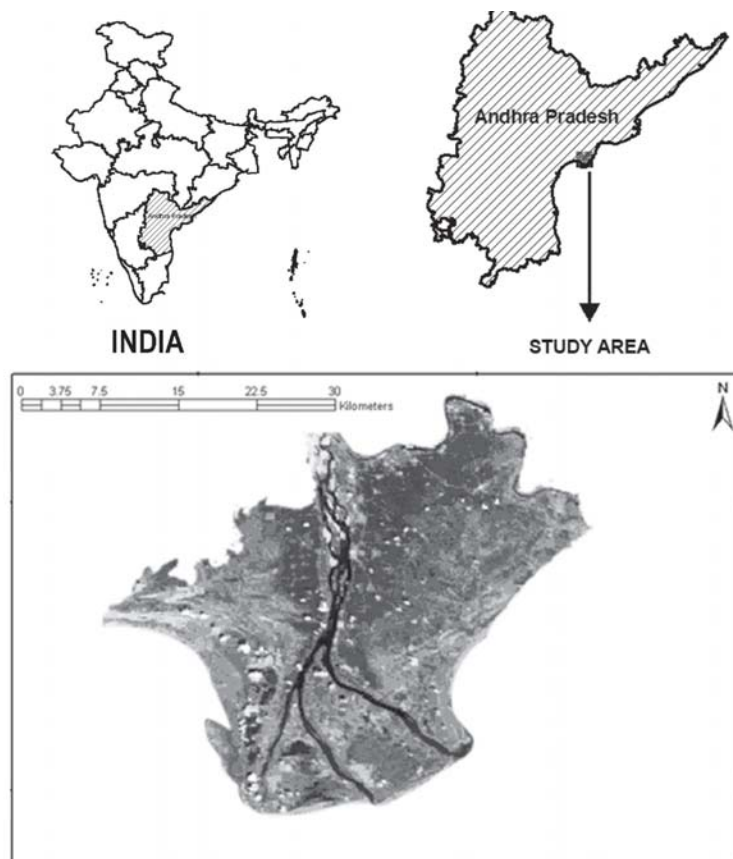 Andhra Pradesh
Andhra Pradesh
INDIA
STUDY AREA
0 3.75 7.5 15 22.5 30
Kilometers
N